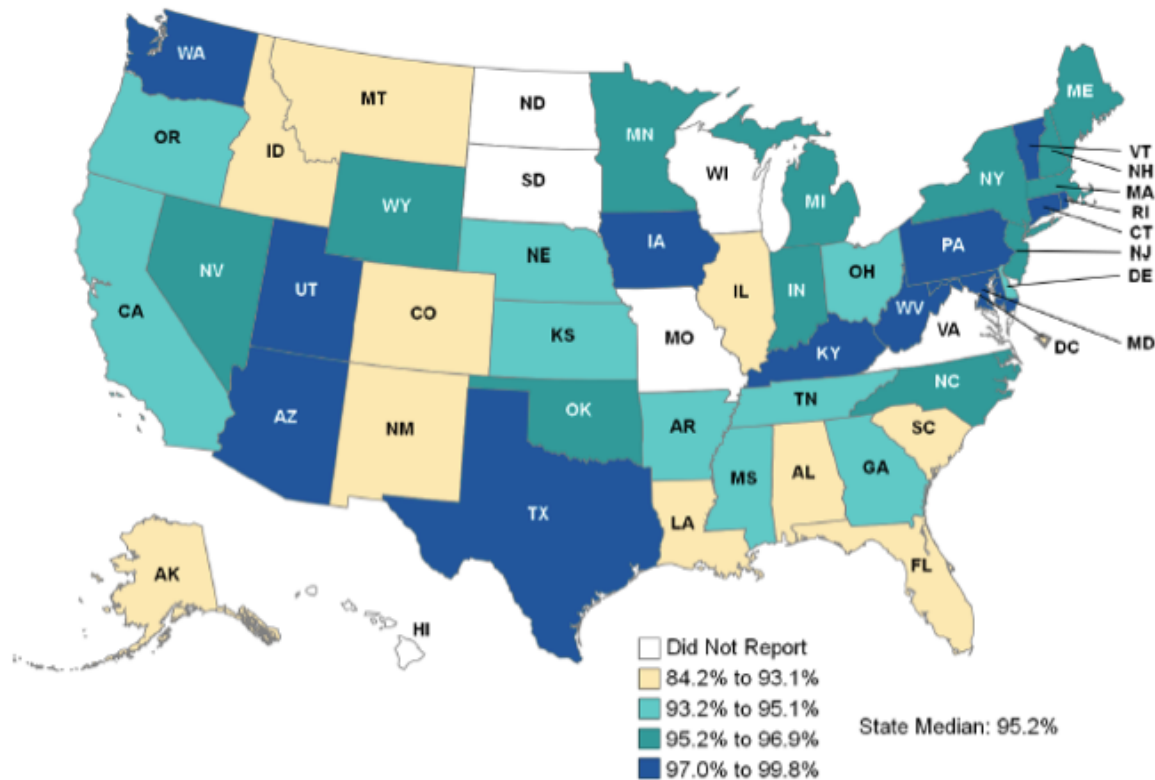 WA
MT
ND
MN
ME
OR
ID
SD
WI
MI
NY
VT
NH
MA
RI
CT
NJ
DE
MD
DC
WY
IA
PA
NE
OH
NV
UT
CO
IL
IN
WV
VA
CA
KS
MO
KY
AZ
NM
OK
AR
TN
NC
SC
MS
AL
GA
TX
LA
FL
AK
HI
Did Not Report
84.2% to 93.1%
93.2% to 95.1%
95.2% to 96.9%
97.0% to 99.8%
State Median: 95.2%